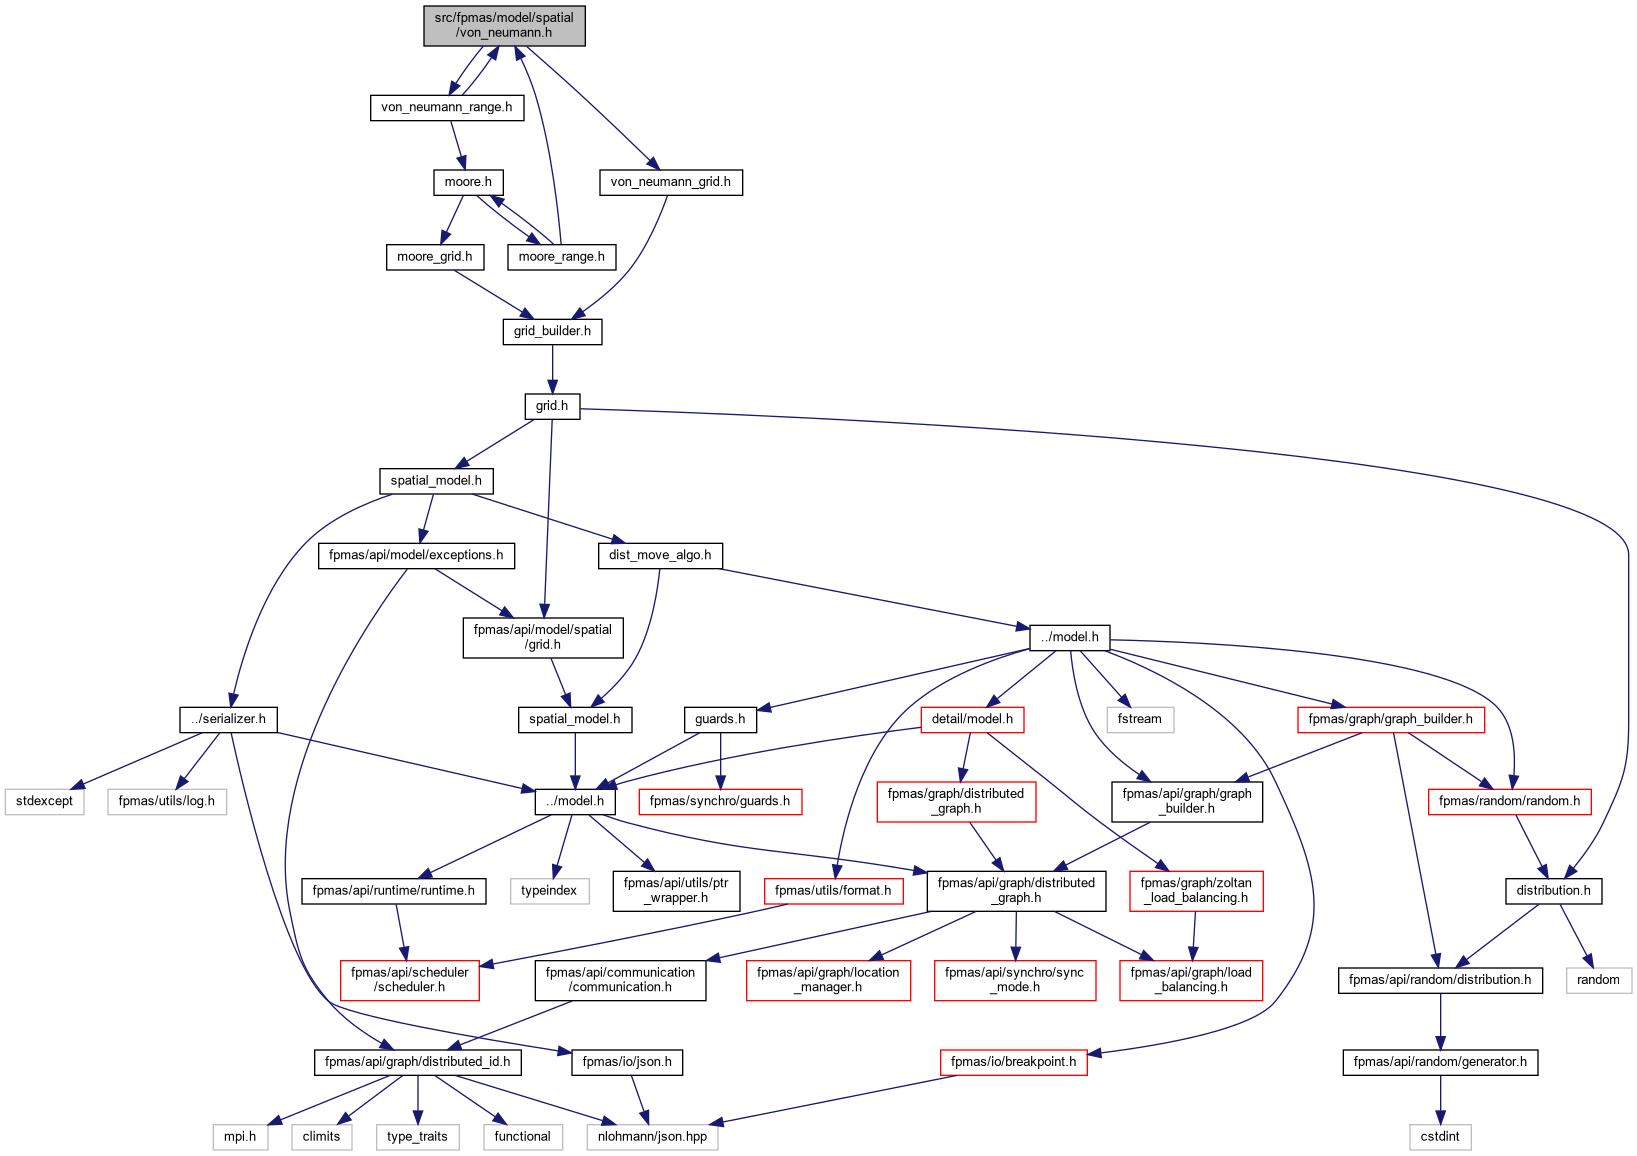 src/fpmas/model/spatial
/von_neumann.h
von_neumann_range.h
moore.h
von_neumann_grid.h
moore_grid.h
moore_range.h
grid_builder.h
grid.h
spatial_model.h
fpmas/api/model/exceptions.h
dist_move_algo.h
fpmas/api/model/spatial
/grid.h
../model.h
../serializer.h
spatial_model.h
guards.h
detail/model.h
fstream
fpmas/graph/graph_builder.h
stdexcept
fpmas/utils/log.h
../model.h
fpmas/synchro/guards.h
fpmas/graph/distributed
_graph.h
fpmas/api/graph/graph
_builder.h
fpmas/random/random.h
fpmas/api/runtime/runtime.h
typeindex
fpmas/api/utils/ptr
_wrapper.h
fpmas/utils/format.h
fpmas/api/graph/distributed
_graph.h
fpmas/graph/zoltan
_load_balancing.h
distribution.h
fpmas/api/scheduler
/scheduler.h
fpmas/api/communication
/communication.h
fpmas/api/graph/location
_manager.h
fpmas/api/synchro/sync
_mode.h
fpmas/api/graph/load
_balancing.h
fpmas/api/random/distribution.h
random
fpmas/api/graph/distributed_id.h
fpmas/io/json.h
fpmas/io/breakpoint.h
fpmas/api/random/generator.h
mpi.h
climits
type_traits
functional
nlohmann/json.hpp
cstdint